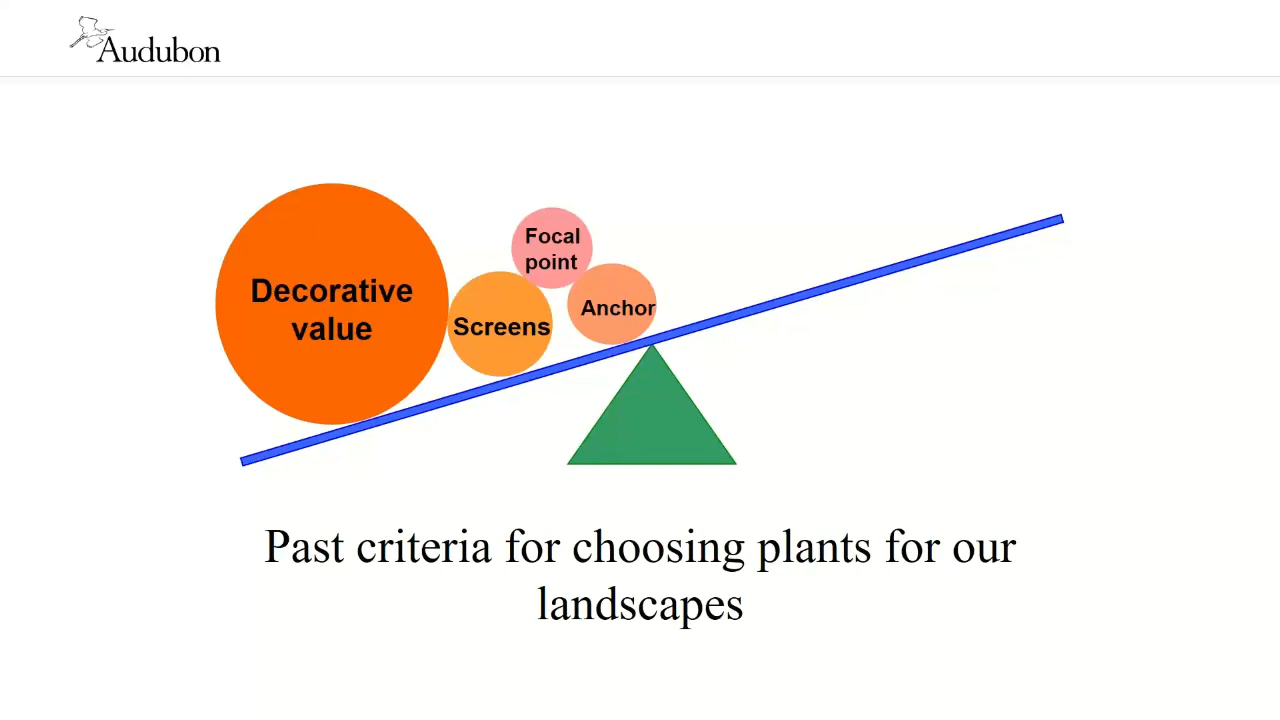 Audubon
Decorative
value
Screens
Focal
point
Anchor
Past criteria for choosing plants for our
landscapes